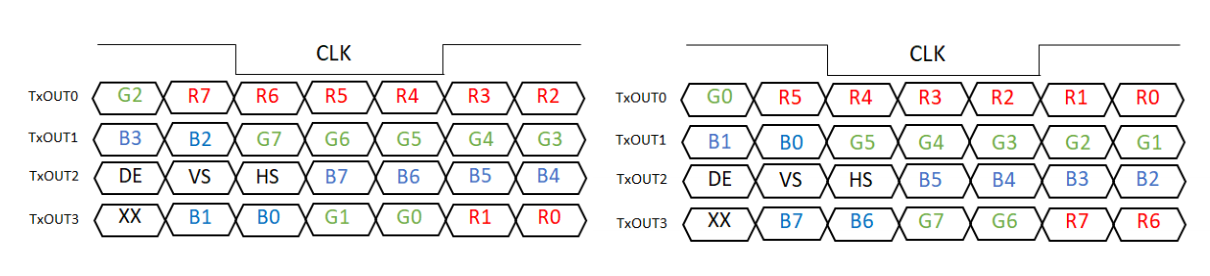 CLK
TxOUT0 G2 R7 R6 R5 R4 R3 R2
TxOUT1 B3 B2 G7 G6 G5 G4 G3
TxOUT2 DE VS HS B7 B6 B5 B4
TxOUT3 XX B1 B0 G1 G0 R1 R0
CLK
TxOUT0 G0 R5 R4 R3 R2 R1 R0
TxOUT1 B1 B0 G5 G4 G3 G2 G1
TxOUT2 DE VS HS B5 B4 B3 B2
TxOUT3 XX B7 B6 G7 G6 R7 R6